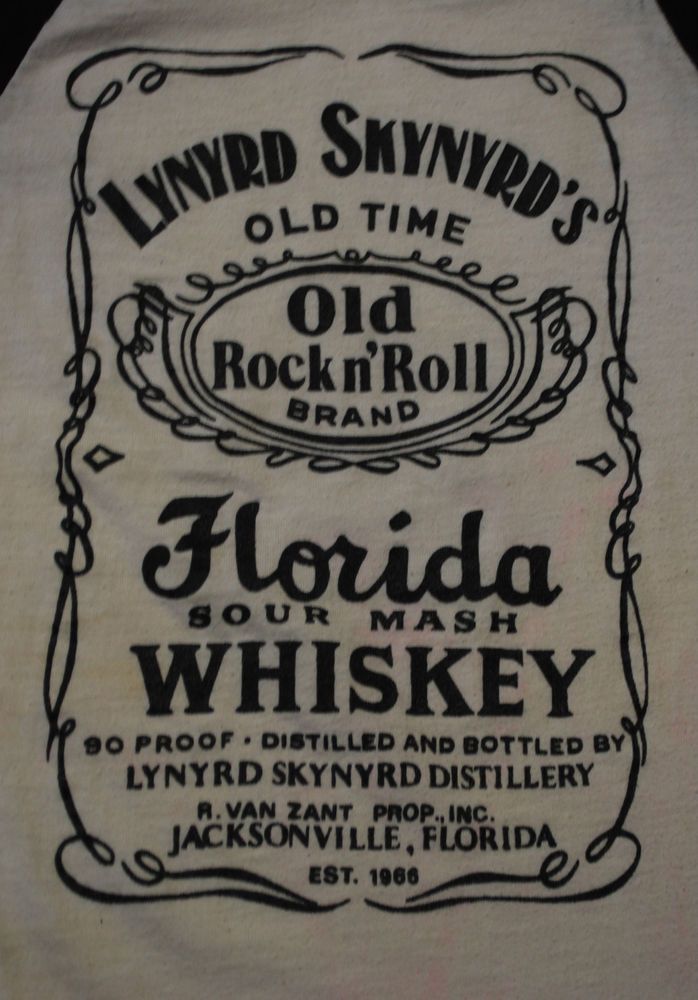 LYNYRD SKYNYRD'S
OLD TIME
Old
Rock n' Roll
BRAND
Florida
SOUR MASH
WHISKEY
90 PROOF · DISTILLED AND BOTTLED BY
LYNYRD SKYNYRD DISTILLERY
R. VAN ZANT PROP., INC.
JACKSONVILLE, FLORIDA
EST. 1966